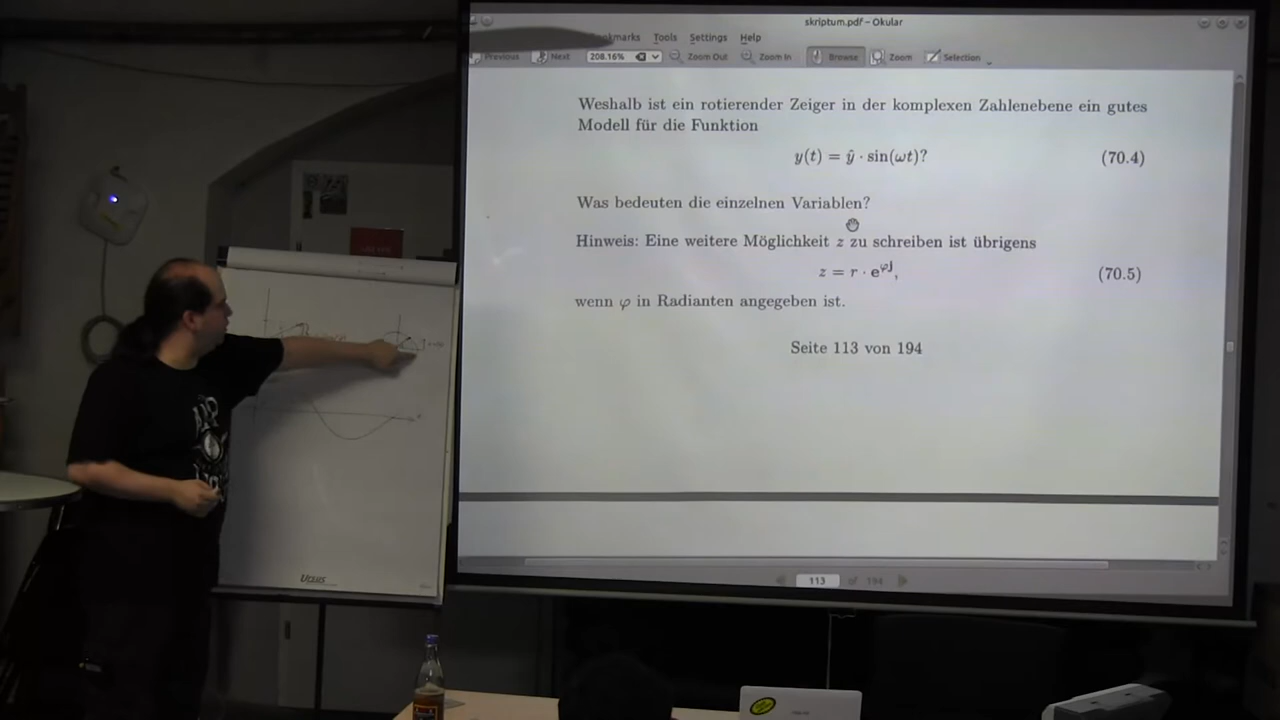 skriptum.pdf – Okular
Tools Settings Help
Previous Next 208.16% Zoom Out Zoom In Browse Zoom Selection
Weshalb ist ein rotierender Zeiger in der komplexen Zahlenebene ein gutes
Modell für die Funktion
y(t) = ŷ · sin(ωt)? (70.4)
Was bedeuten die einzelnen Variablen?
Hinweis: Eine weitere Möglichkeit z zu schreiben ist übrigens
z = r · e^φj, (70.5)
wenn φ in Radianten angegeben ist.
Seite 113 von 194
113 of 194
Ursus